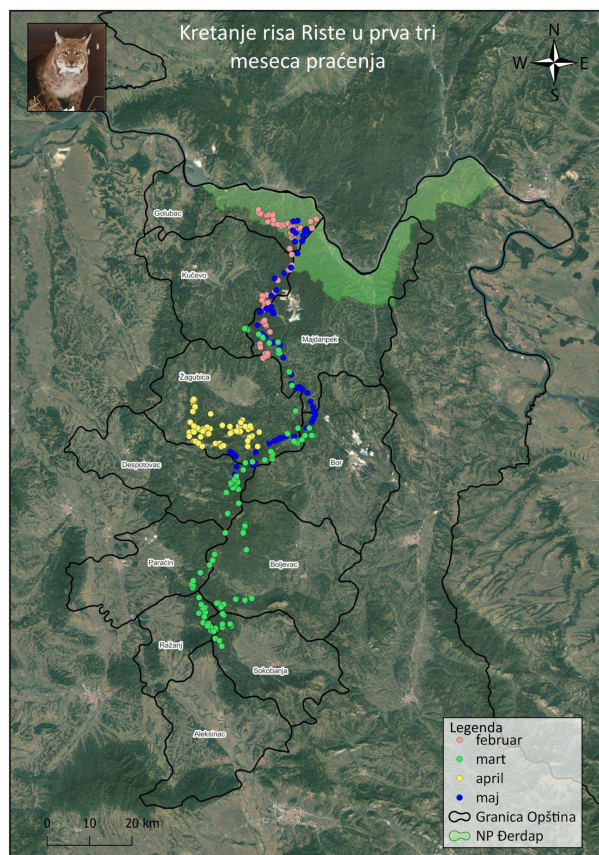 Kretanje risa Riste u prva tri
meseca praćenja
N
W E
S
Golubac
Kučevo
Majdanpek
Žagubica
Despotovac
Bor
Paraćin
Boljevac
Ražanj
Sokobanja
Aleksinac
Legenda
februar
mart
april
maj
Granica Opština
NP Đerdap
0 10 20 km